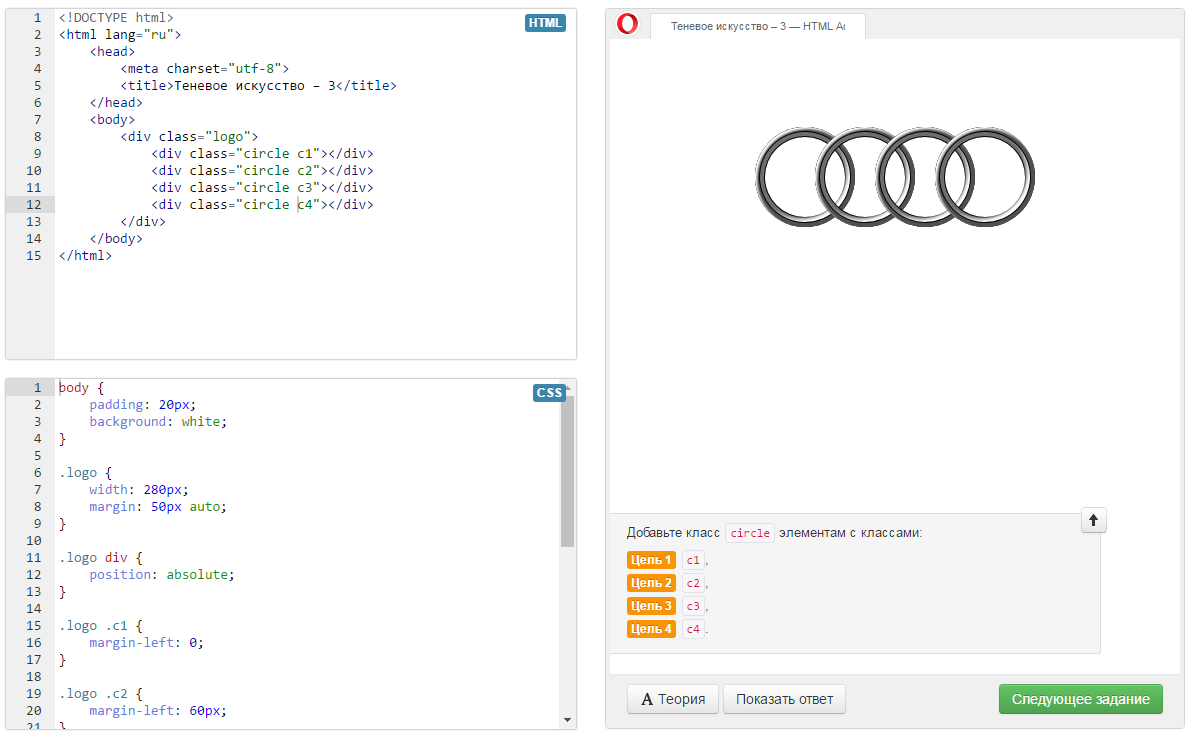 HTML
1 <!DOCTYPE html>
2 <html lang="ru">
3     <head>
4         <meta charset="utf-8">
5         <title>Теневое искусство – 3</title>
6     </head>
7     <body>
8         <div class="logo">
9             <div class="circle c1"></div>
10             <div class="circle c2"></div>
11             <div class="circle c3"></div>
12             <div class="circle c4"></div>
13         </div>
14     </body>
15 </html>
CSS
1 body {
2     padding: 20px;
3     background: white;
4 }
5
6 .logo {
7     width: 280px;
8     margin: 50px auto;
9 }
10
11 .logo div {
12     position: absolute;
13 }
14
15 .logo .c1 {
16     margin-left: 0;
17 }
18
19 .logo .c2 {
20     margin-left: 60px;
21 }
Теневое искусство – 3 — HTML Ac
Добавьте класс circle элементам с классами:
Цель 1 c1,
Цель 2 c2,
Цель 3 c3,
Цель 4 c4.
A Теория
Показать ответ
Следующее задание